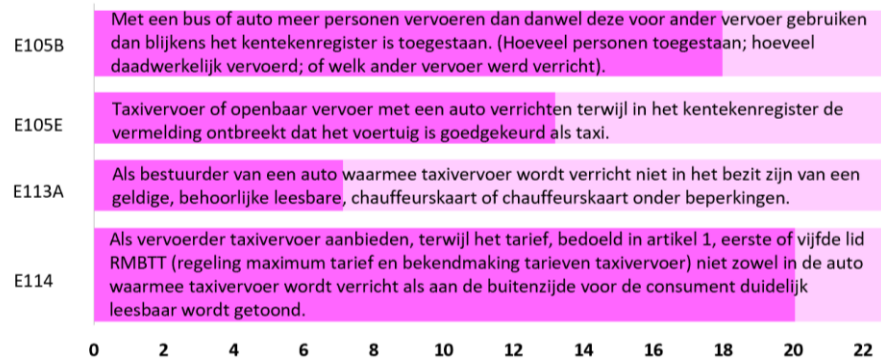 E105B
Met een bus of auto meer personen vervoeren dan danwel deze voor ander vervoer gebruiken
dan blijkens het kentekenregister is toegestaan. (Hoeveel personen toegestaan; hoeveel
daadwerkelijk vervoerd; of welk ander vervoer werd verricht).
E105E
Taxivervoer of openbaar vervoer met een auto verrichten terwijl in het kentekenregister de
vermelding ontbreekt dat het voertuig is goedgekeurd als taxi.
E113A
Als bestuurder van een auto waarmee taxivervoer wordt verricht niet in het bezit zijn van een
geldige, behoorlijke leesbare, chauffeurskaart of chauffeurskaart onder beperkingen.
E114
Als vervoerder taxivervoer aanbieden, terwijl het tarief, bedoeld in artikel 1, eerste of vijfde lid
RMBTT (regeling maximum tarief en bekendmaking tarieven taxivervoer) niet zowel in de auto
waarmee taxivervoer wordt verricht als aan de buitenzijde voor de consument duidelijk
leesbaar wordt getoond.
0 2 4 6 8 10 12 14 16 18 20 22